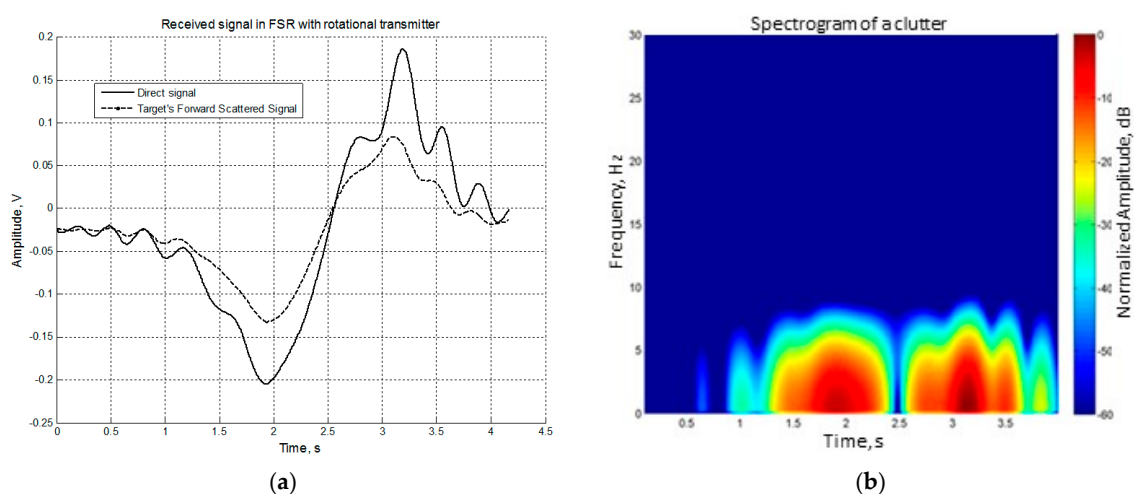 Received signal in FSR with rotational transmitter
0.2
0.15
0.1
0.05
0
-0.05
-0.1
-0.15
-0.2
-0.25
Amplitude, V
Direct signal
Target's Forward Scattered Signal
0 0.5 1 1.5 2 2.5 3 3.5 4 4.5
Time, s
(a)
Spectrogram of a clutter
30
25
20
15
10
5
0
Frequency, Hz
0.5 1 1.5 2 2.5 3 3.5
Time, s
0
-10
-20
-30
-40
-50
-60
Normalized Amplitude, dB
(b)